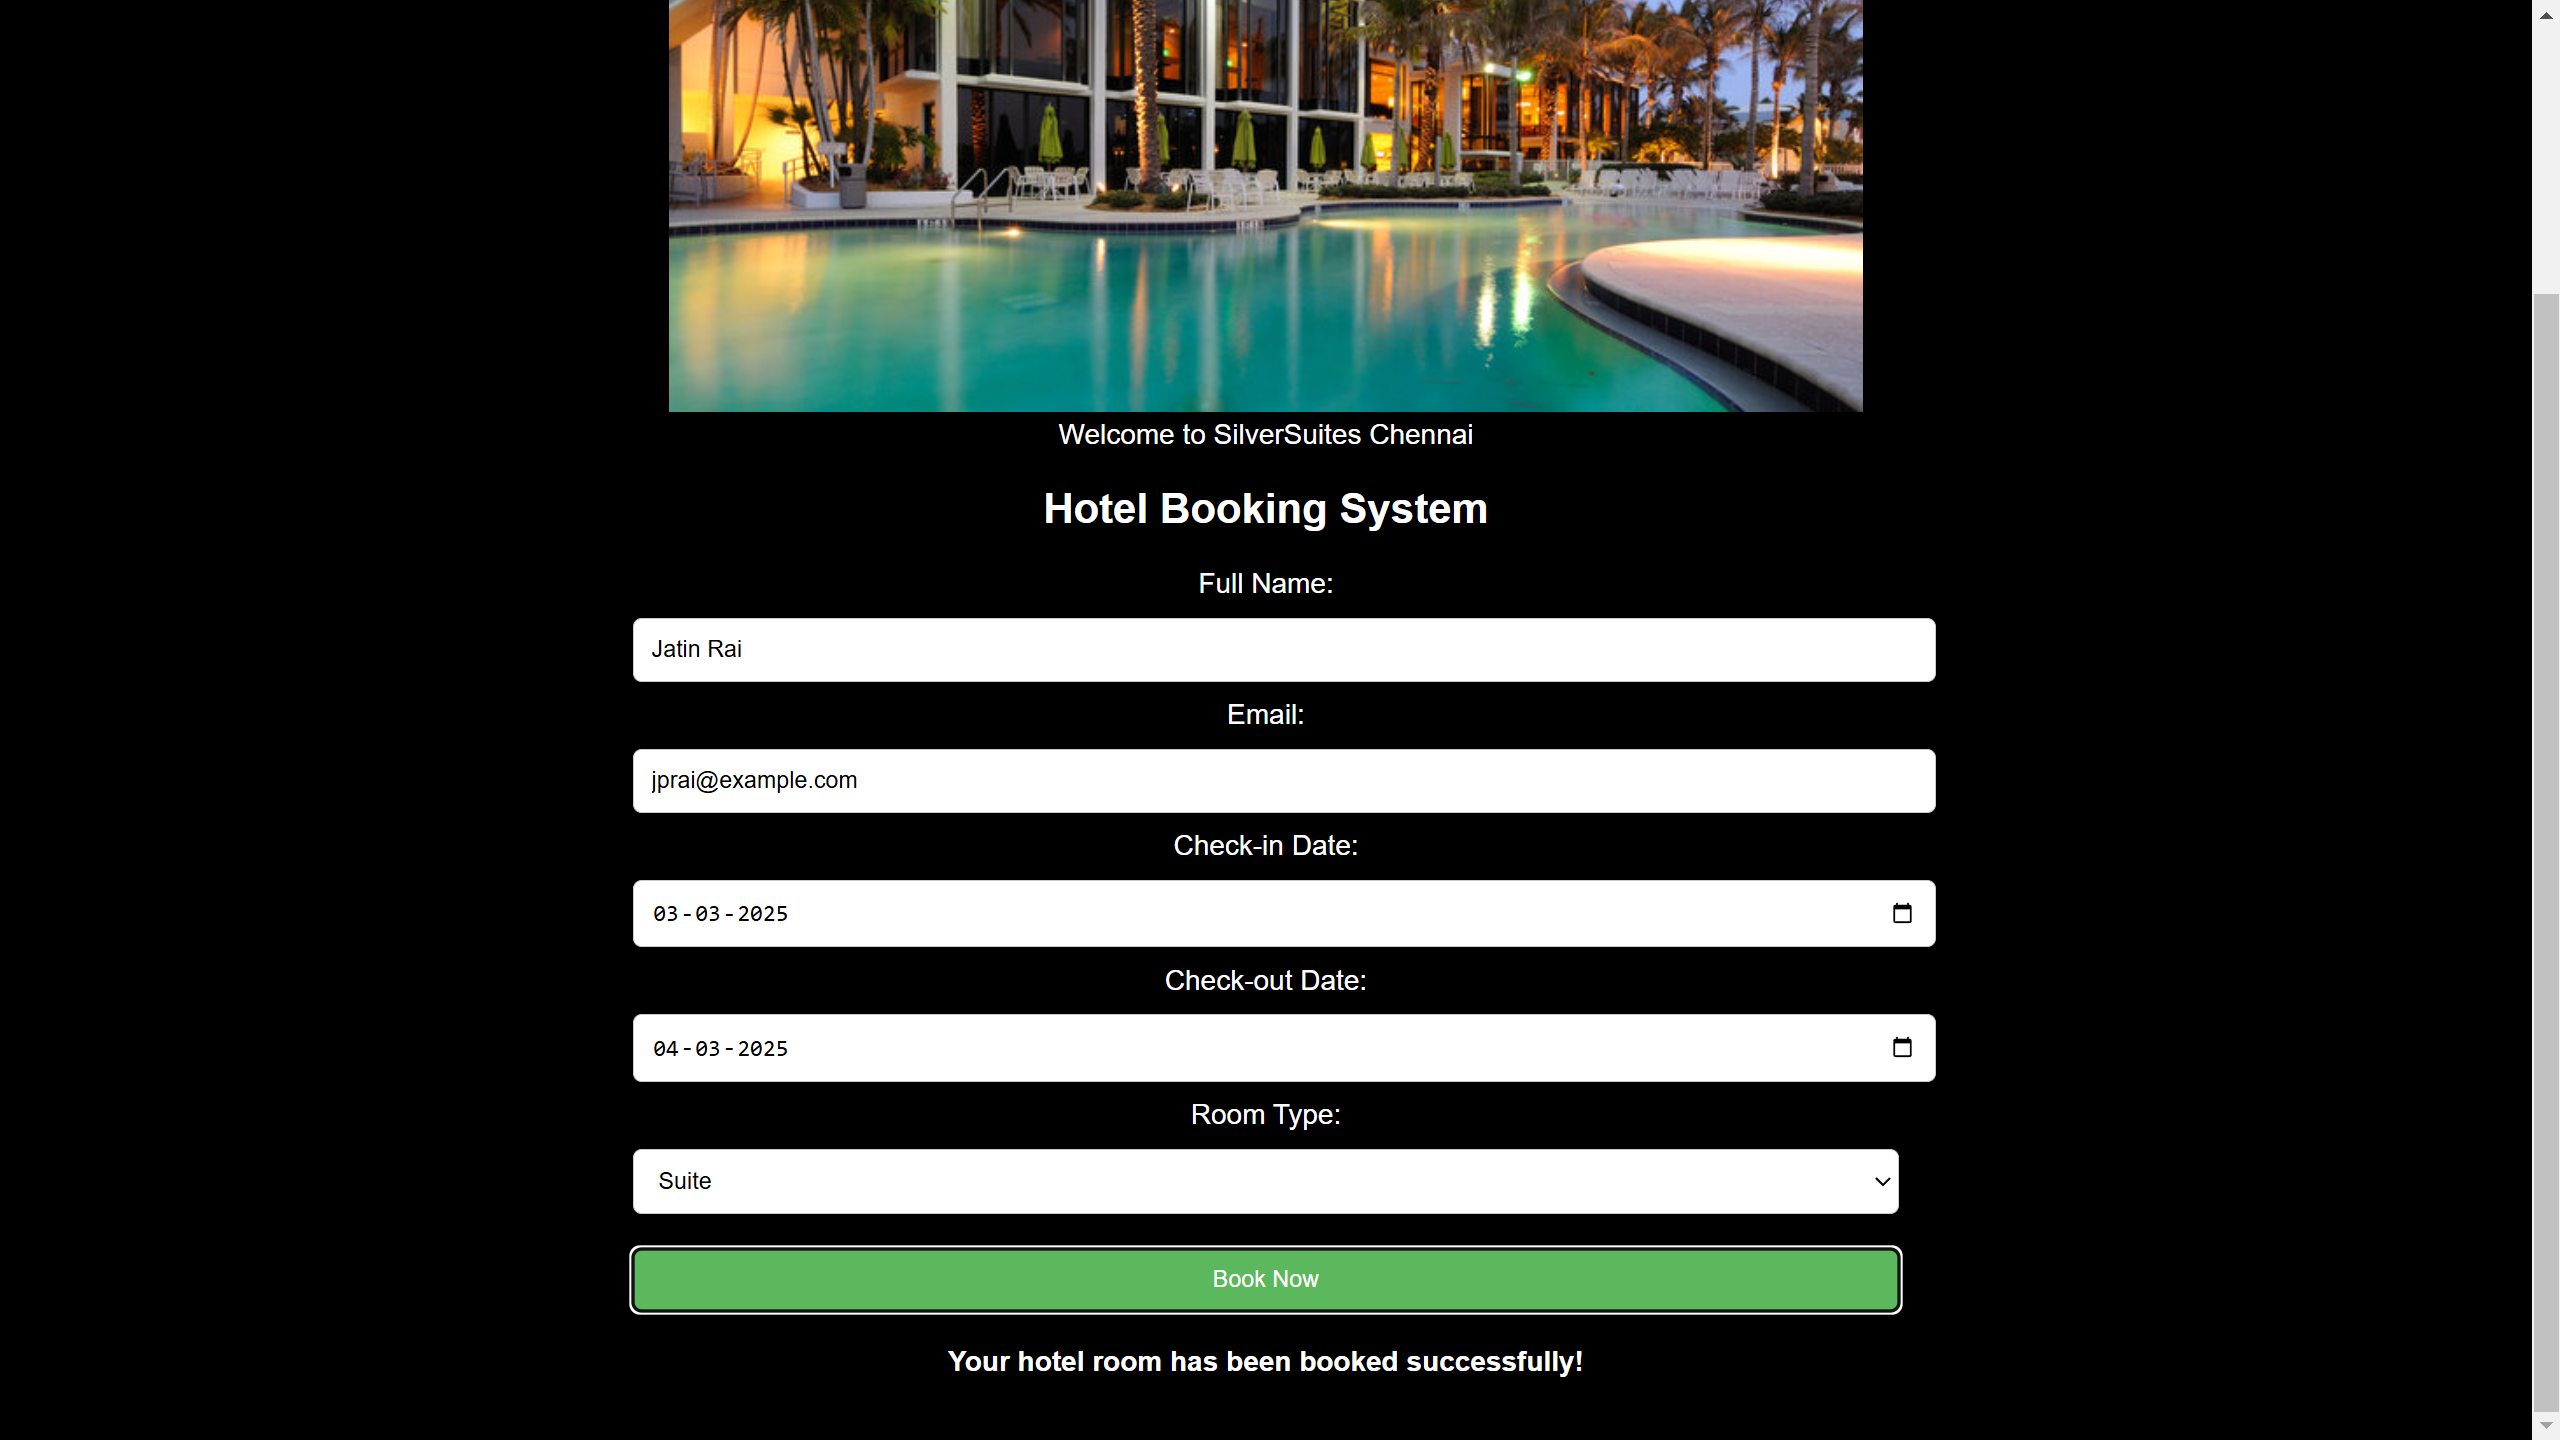 Welcome to SilverSuites Chennai
Hotel Booking System
Full Name:
Jatin Rai
Email:
jprai@example.com
Check-in Date:
03-03-2025
Check-out Date:
04-03-2025
Room Type:
Suite
Book Now
Your hotel room has been booked successfully!